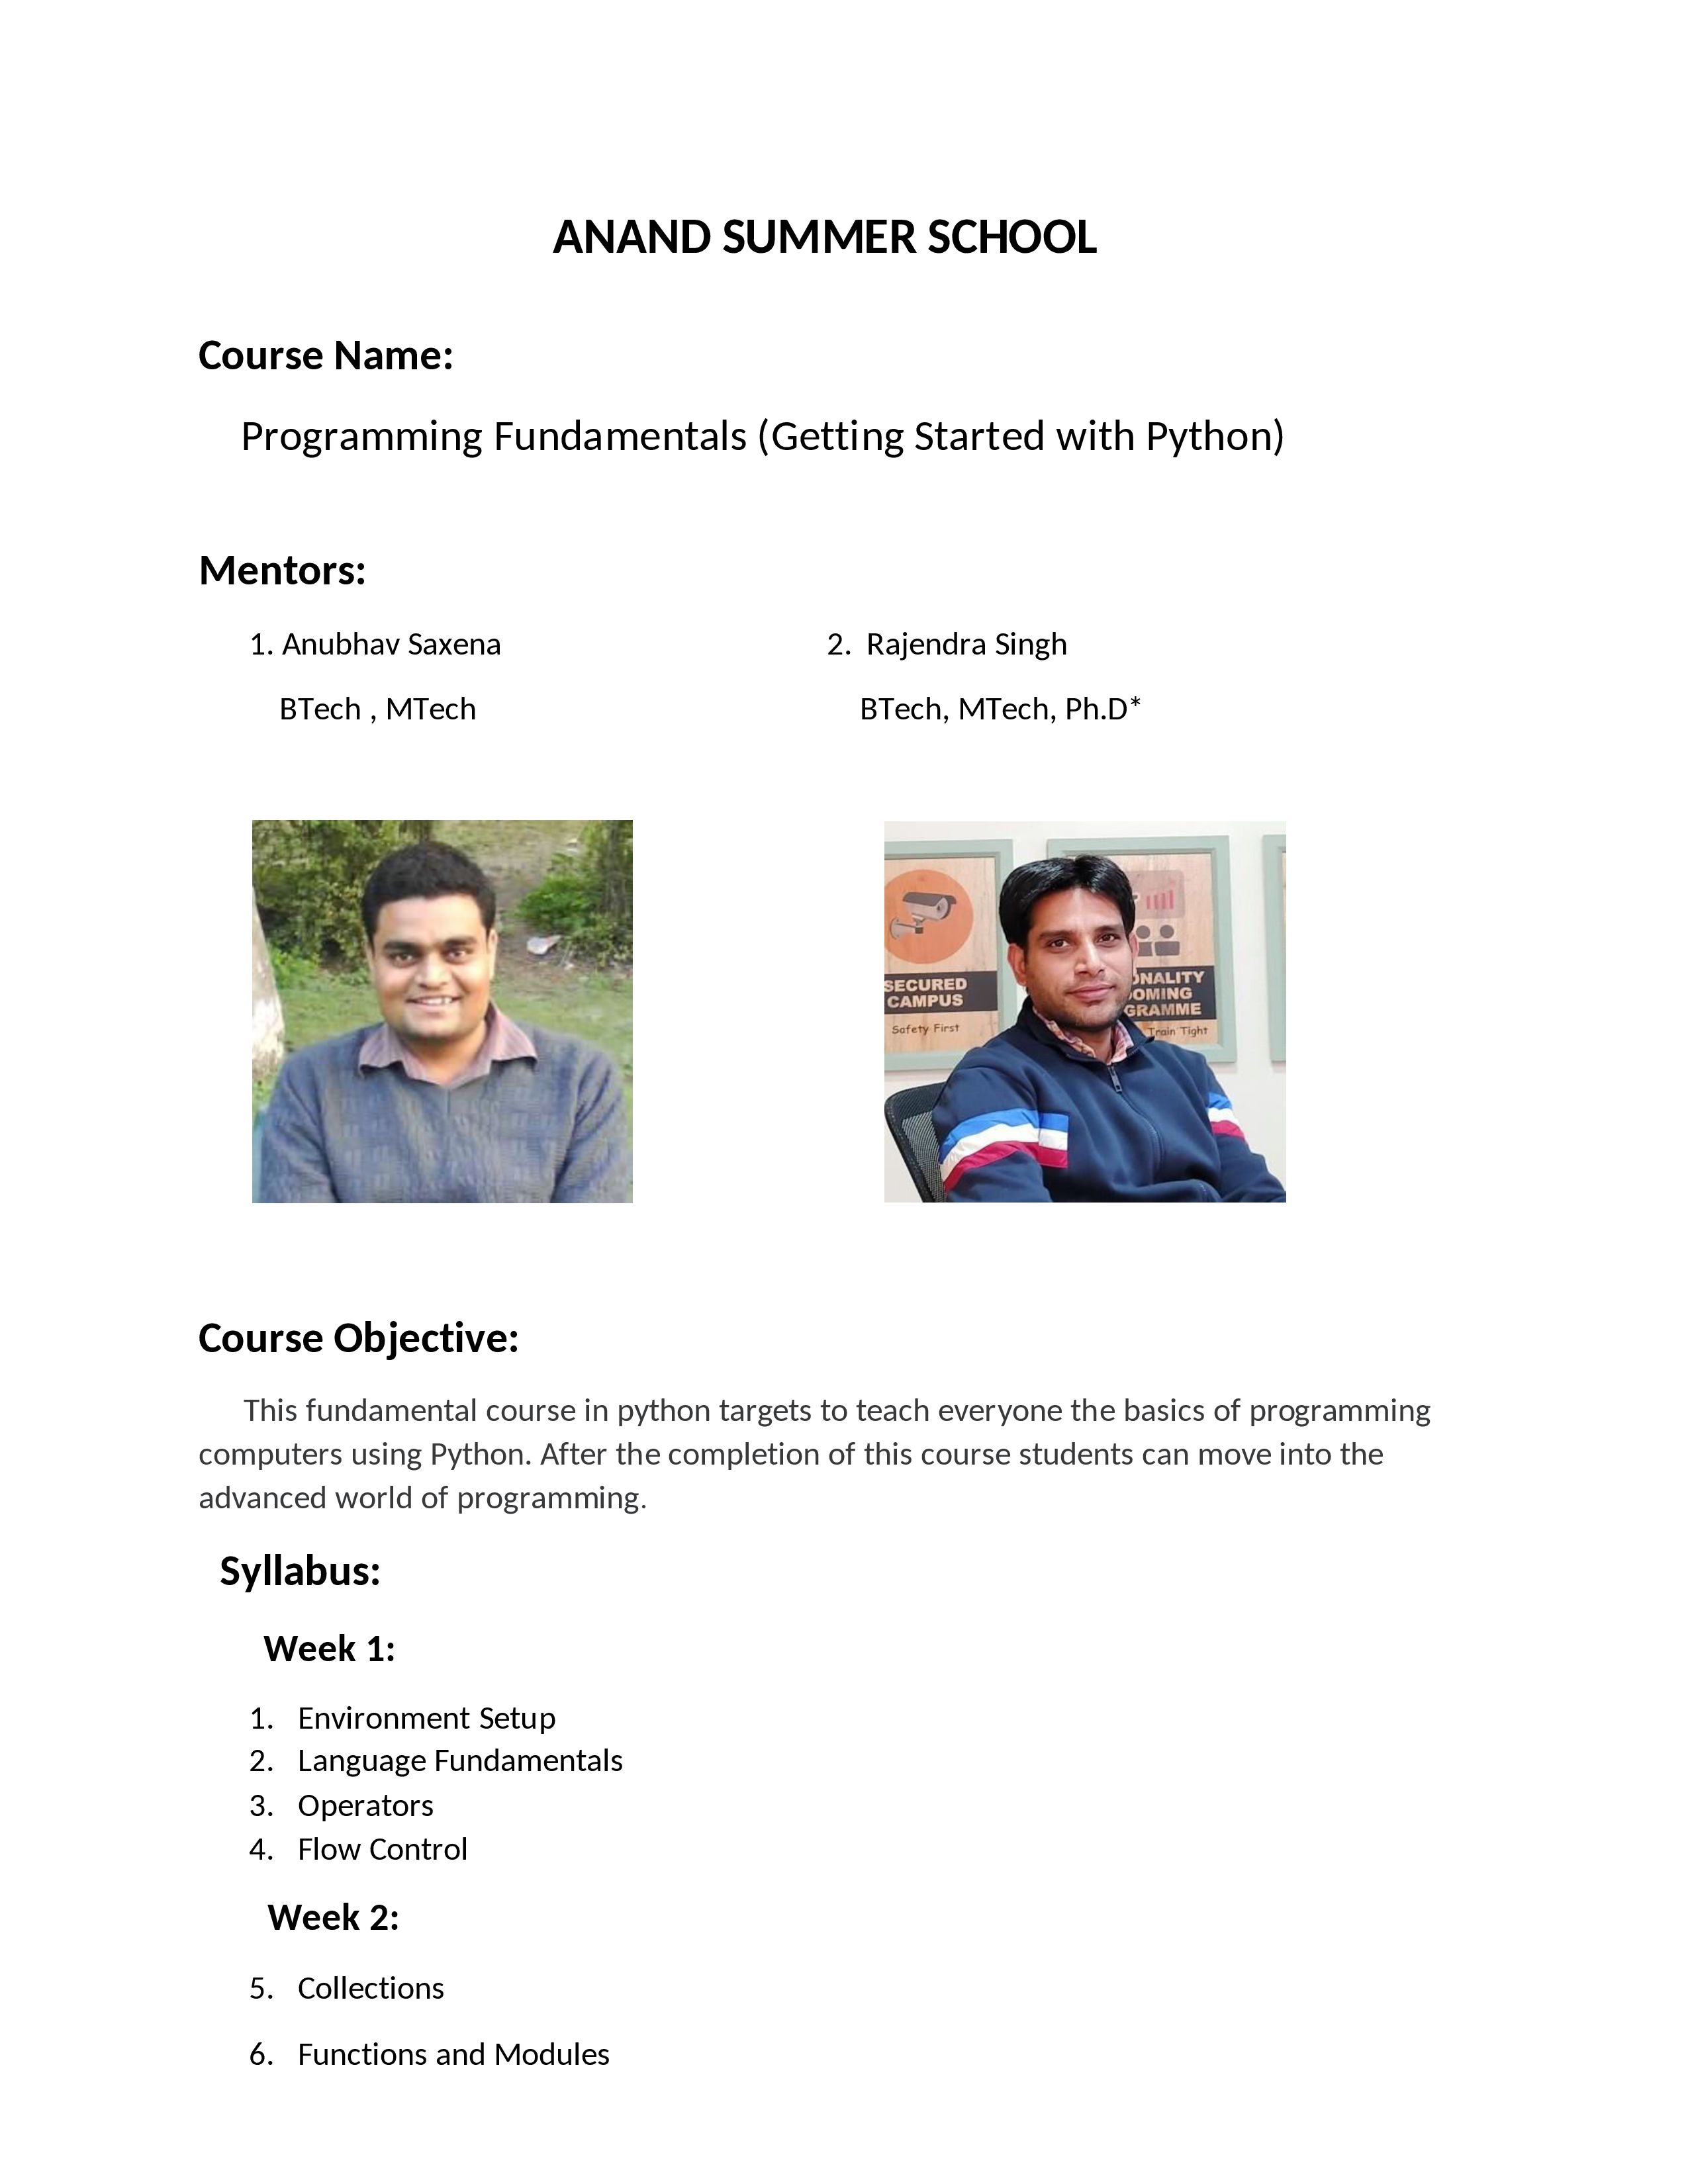 ANAND SUMMER SCHOOL
Course Name:
Programming Fundamentals (Getting Started with Python)
Mentors:
1. Anubhav Saxena
2. Rajendra Singh
BTech , MTech
BTech, MTech, Ph.D*
SECURED
CAMPUS
Safety First
ONALITY
OMING
GRAMME
Train Tight
Course Objective:
This fundamental course in python targets to teach everyone the basics of programming
computers using Python. After the completion of this course students can move into the
advanced world of programming.
Syllabus:
Week 1:
1. Environment Setup
2. Language Fundamentals
3. Operators
4. Flow Control
Week 2:
5. Collections
6. Functions and Modules